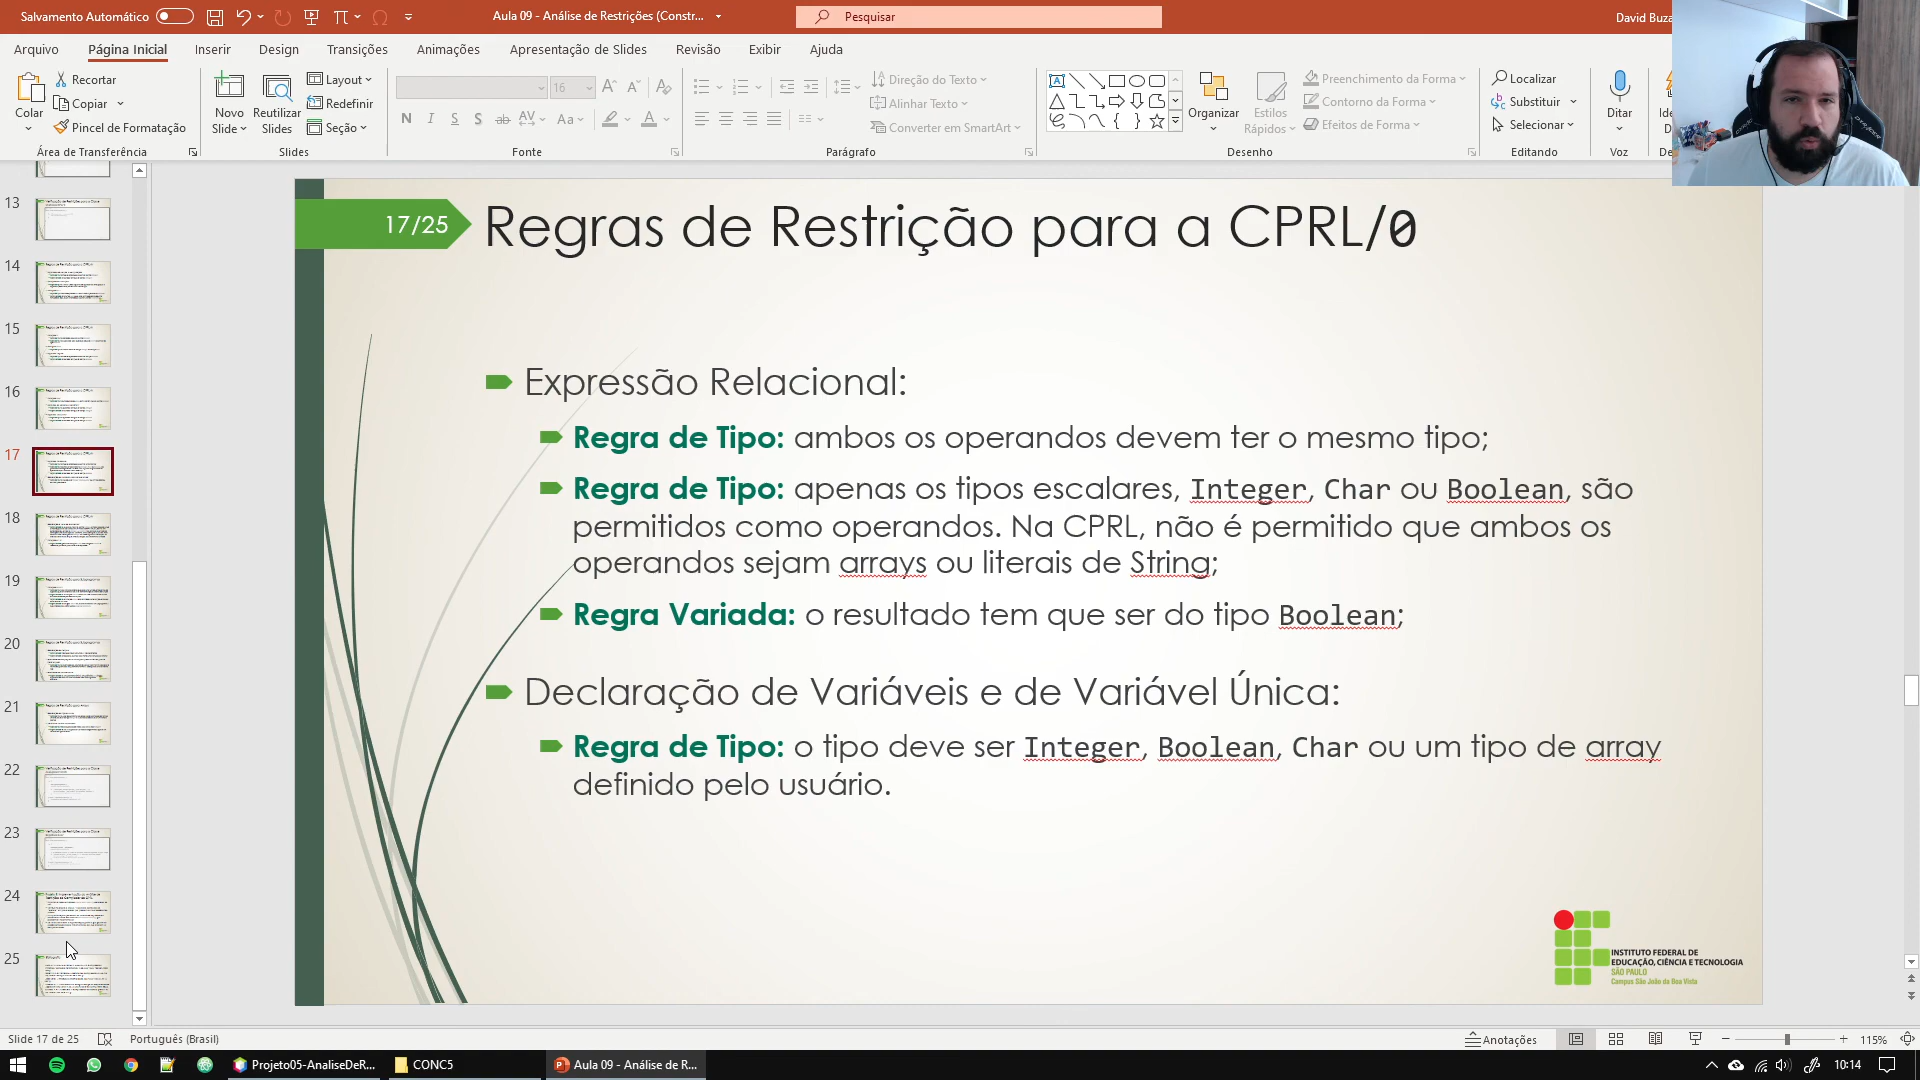 Salvamento Automático
Aula 09 - Análise de Restrições (Constr...
Pesquisar
David Buza
Arquivo
Página Inicial
Inserir
Design
Transições
Animações
Apresentação de Slides
Revisão
Exibir
Ajuda
Colar
Recortar
Copiar
Pincel de Formatação
Área de Transferência
Novo Slide
Reutilizar Slides
Layout
Redefinir
Seção
Slides
16
Fonte
Direção do Texto
Alinhar Texto
Converter em SmartArt
Parágrafo
Organizar
Estilos Rápidos
Preenchimento da Forma
Contorno da Forma
Efeitos de Forma
Desenho
Localizar
Substituir
Selecionar
Editando
Ditar
Voz
13
14
15
16
17
18
19
20
21
22
23
24
25
17/25
Regras de Restrição para a CPRL/0
Expressão Relacional:
Regra de Tipo: ambos os operandos devem ter o mesmo tipo;
Regra de Tipo: apenas os tipos escalares, Integer, Char ou Boolean, são
permitidos como operandos. Na CPRL, não é permitido que ambos os
operandos sejam arrays ou literais de String;
Regra Variada: o resultado tem que ser do tipo Boolean;
Declaração de Variáveis e de Variável Única:
Regra de Tipo: o tipo deve ser Integer, Boolean, Char ou um tipo de array
definido pelo usuário.
INSTITUTO FEDERAL DE
EDUCAÇÃO, CIÊNCIA E TECNOLOGIA
SÃO PAULO
Campus São João da Boa Vista
Slide 17 de 25
Português (Brasil)
Anotações
115%
Projeto05-AnaliseDeR...
CONC5
Aula 09 - Análise de R...
10:14